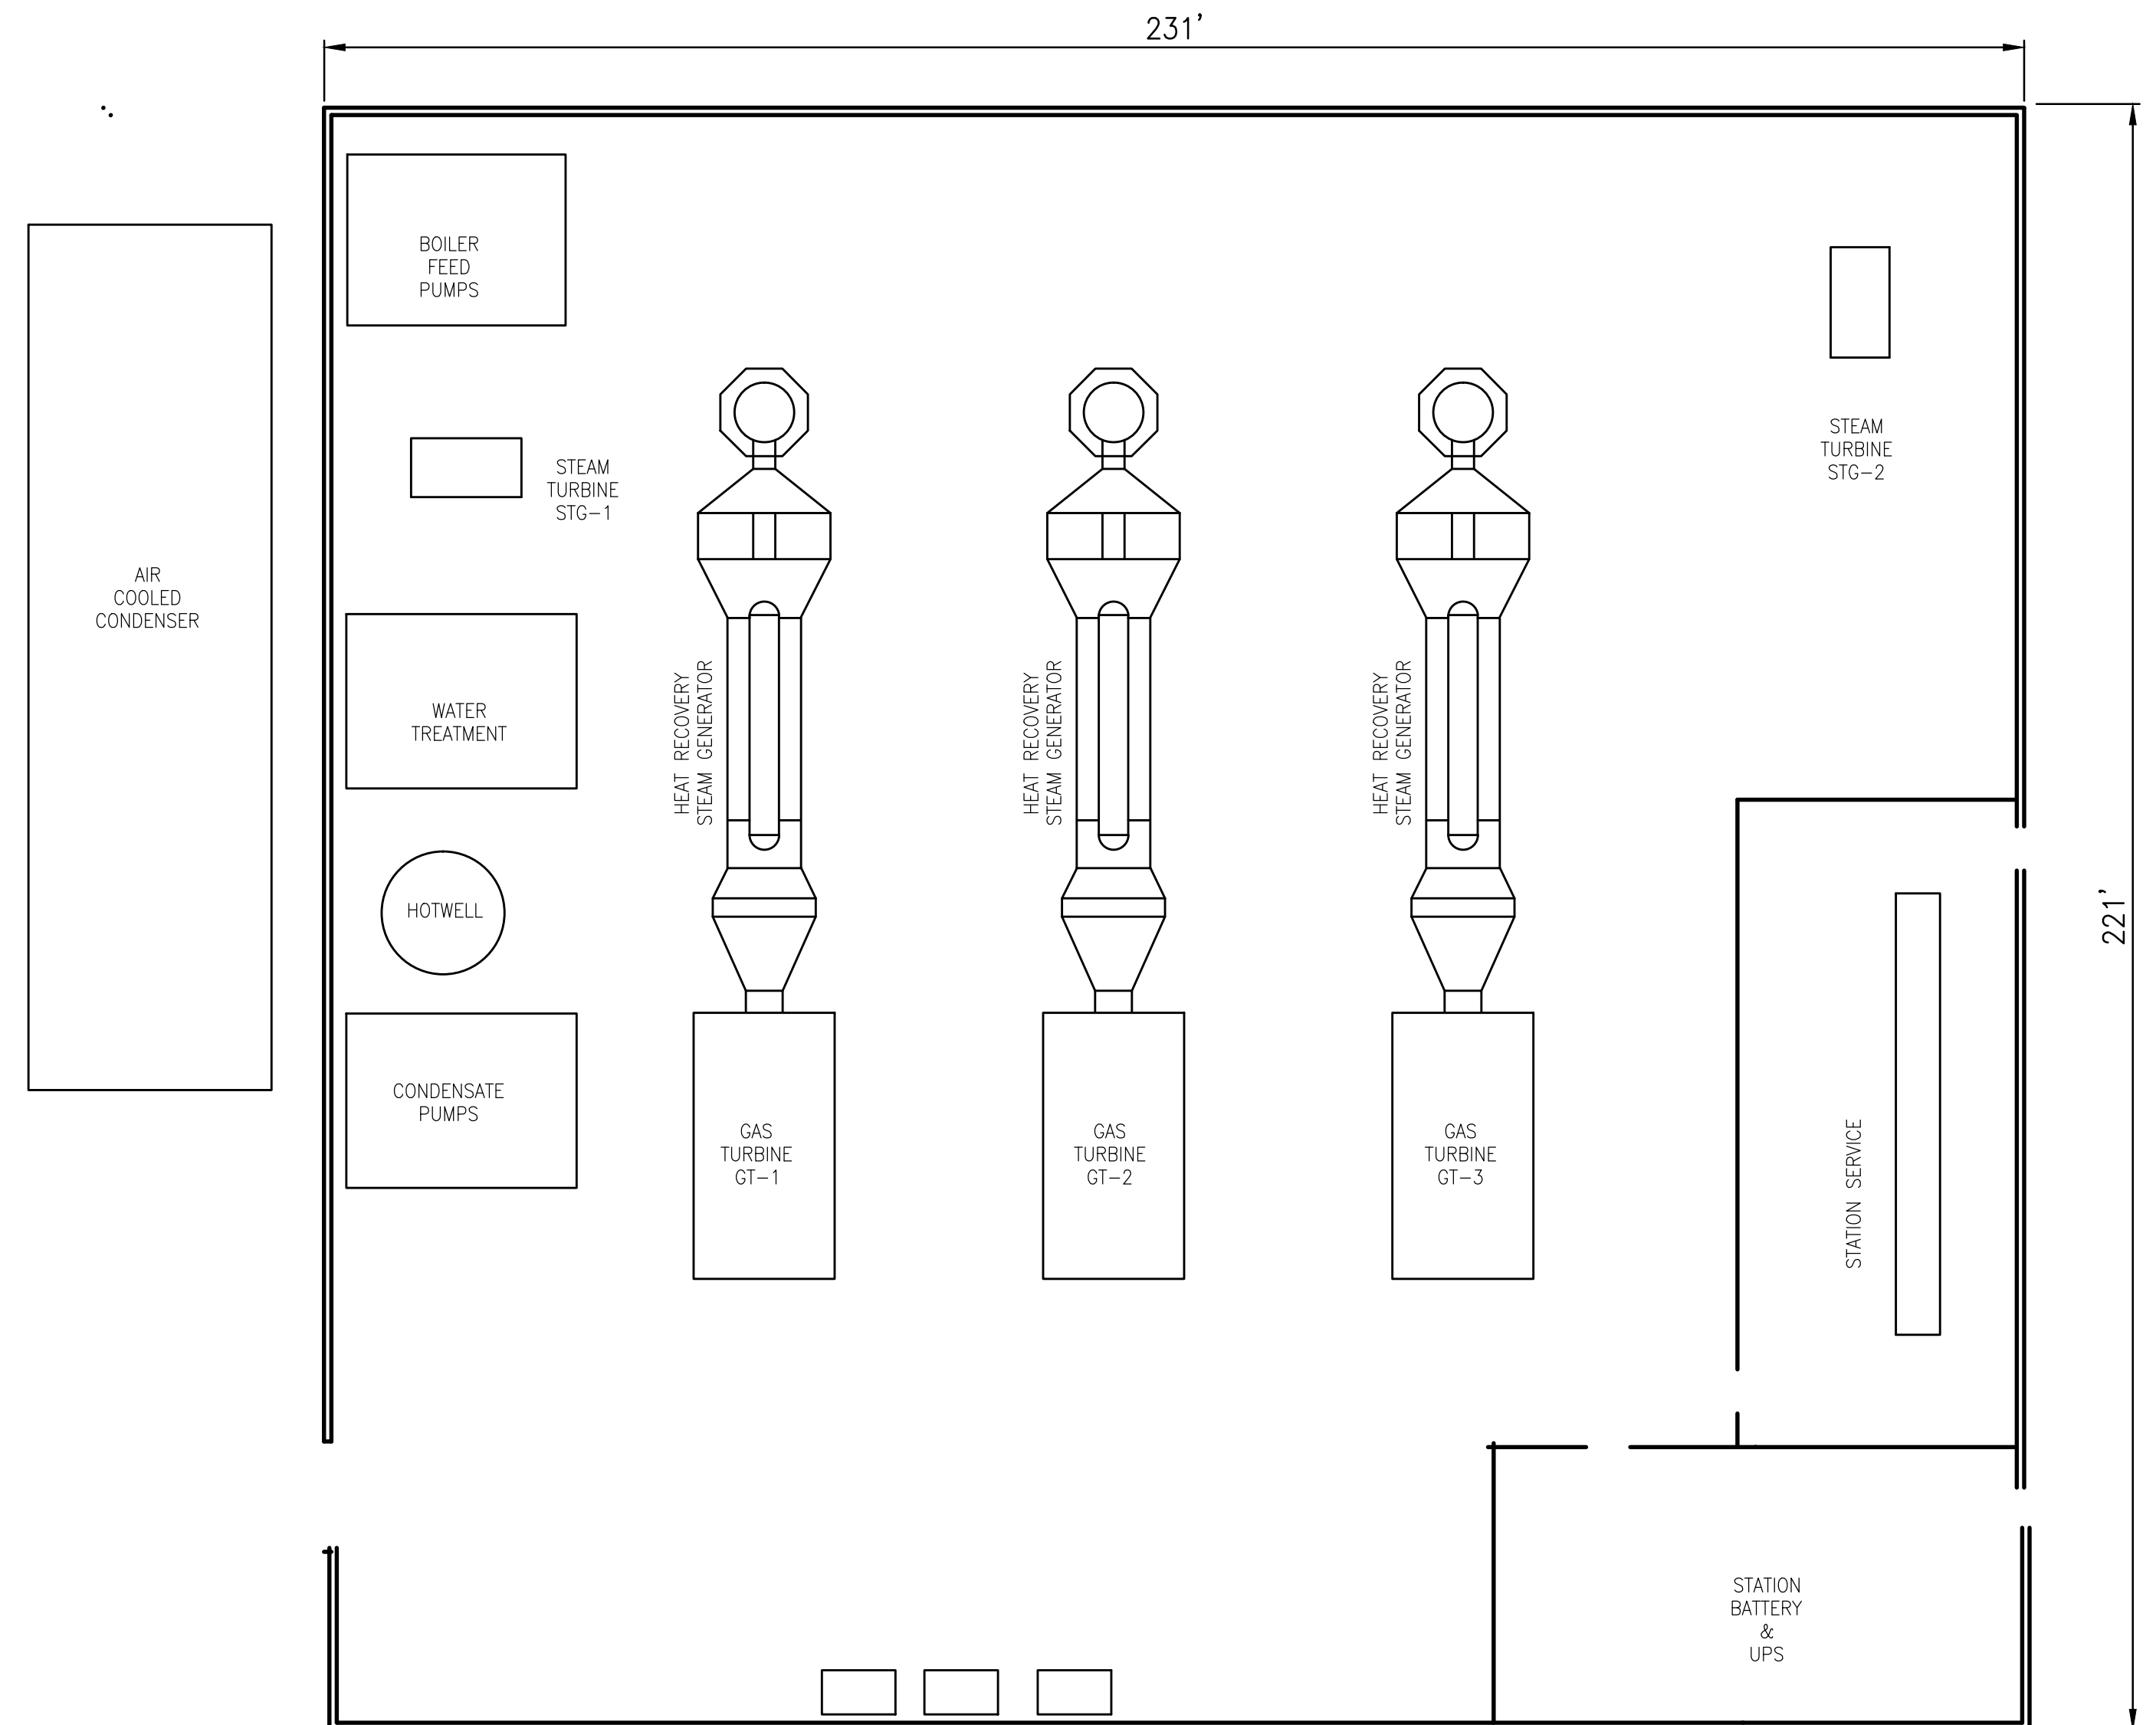 231'
BOILER
FEED
PUMPS
STEAM
TURBINE
STG-1
STEAM
TURBINE
STG-2
AIR
COOLED
CONDENSER
WATER
TREATMENT
HEAT RECOVERY
STEAM GENERATOR
HEAT RECOVERY
STEAM GENERATOR
HEAT RECOVERY
STEAM GENERATOR
HOTWELL
221'
CONDENSATE
PUMPS
GAS
TURBINE
GT-1
GAS
TURBINE
GT-2
GAS
TURBINE
GT-3
STATION SERVICE
STATION
BATTERY
&
UPS